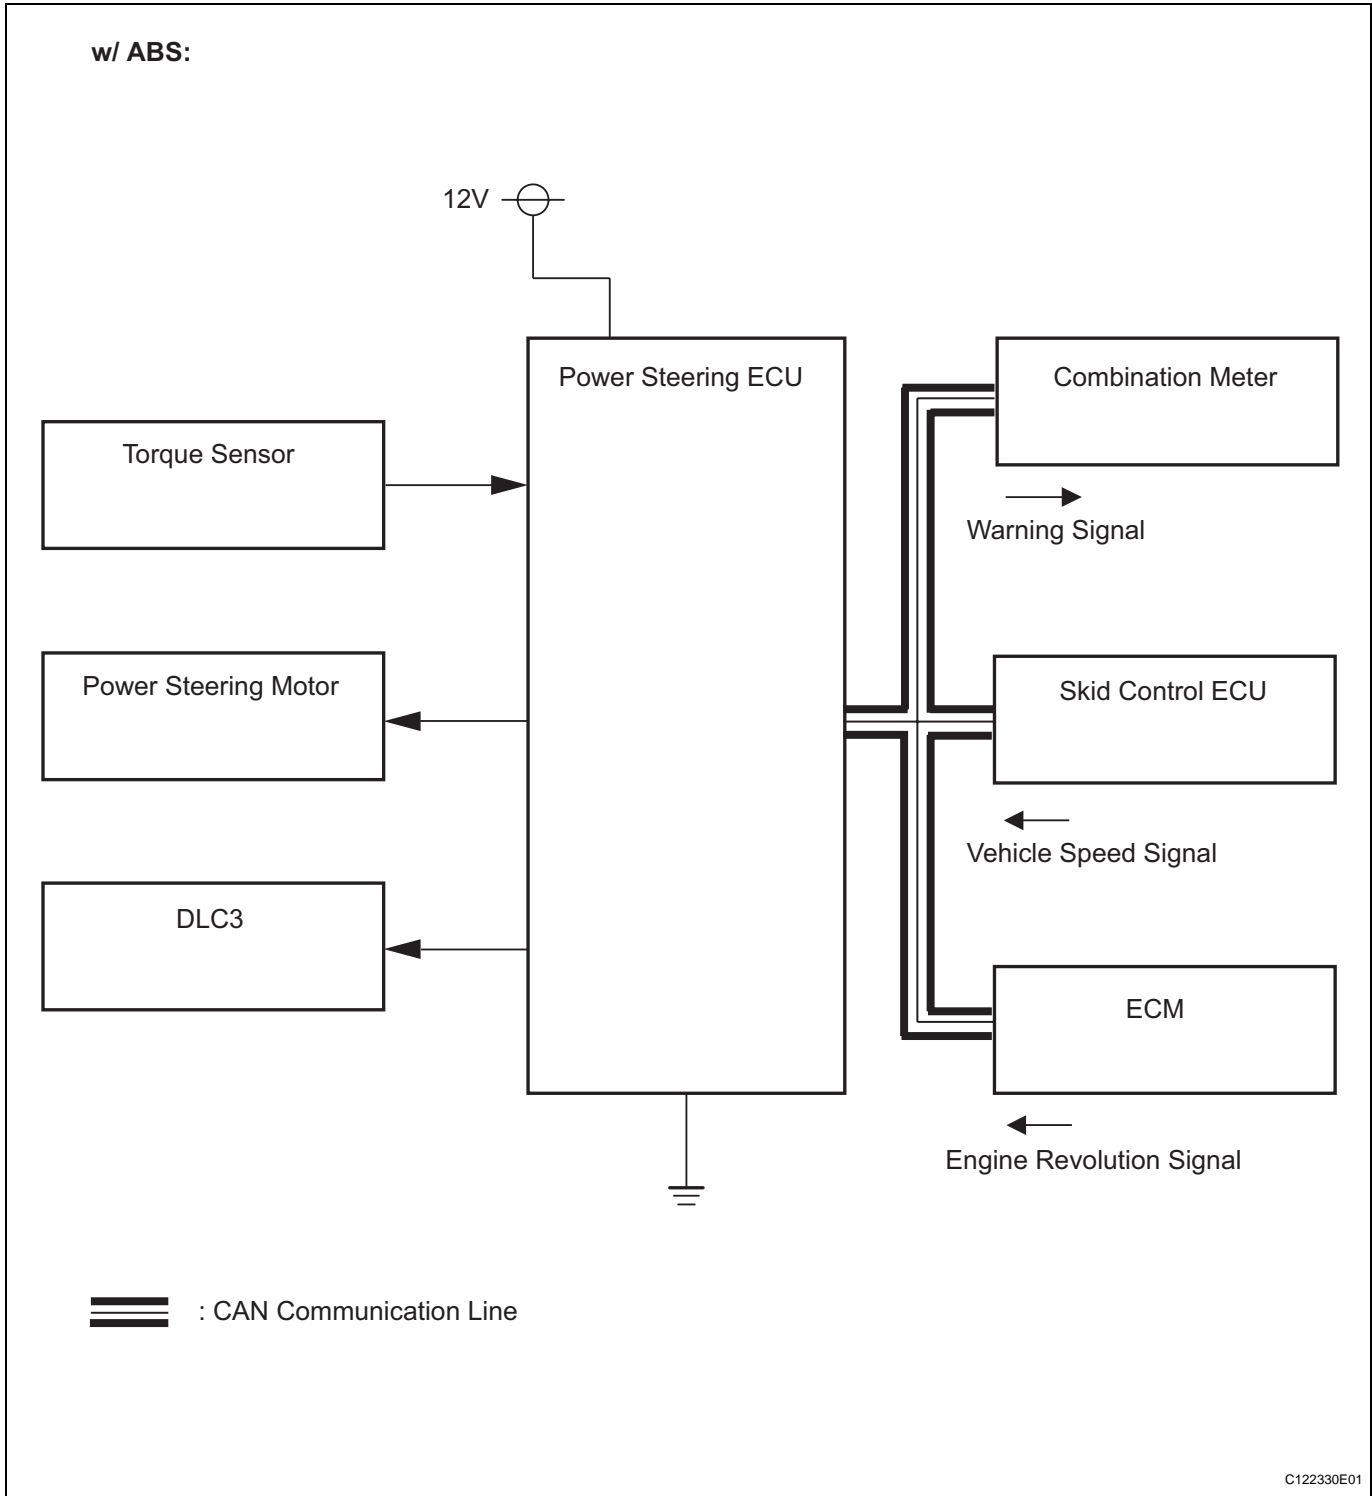 w/ ABS:
12V
Power Steering ECU
Combination Meter
Torque Sensor
Warning Signal
Power Steering Motor
Skid Control ECU
Vehicle Speed Signal
DLC3
ECM
Engine Revolution Signal
: CAN Communication Line
C122330E01